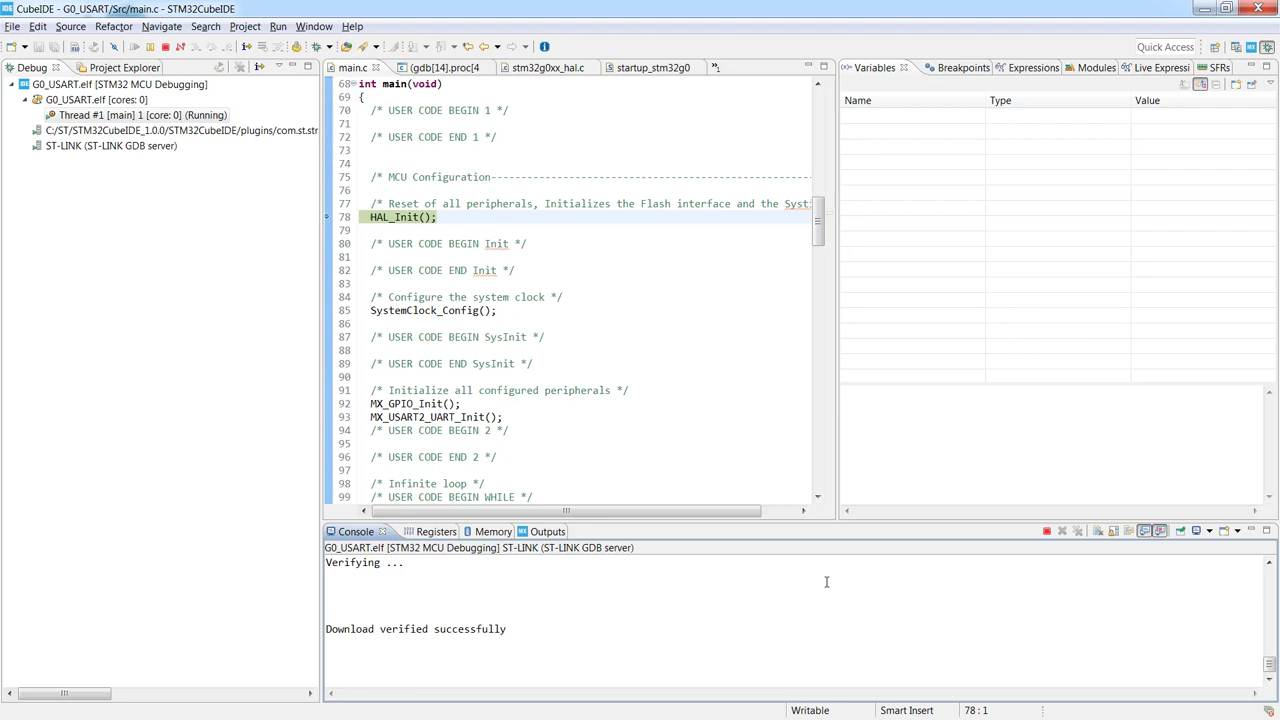 CubeIDE - G0_USART/Src/main.c - STM32CubeIDE
File Edit Source Refactor Navigate Search Project Run Window Help
Quick Access
Debug Project Explorer
G0_USART.elf [STM32 MCU Debugging]
G0_USART.elf [cores: 0]
Thread #1 [main] 1 [core: 0] (Running)
C:/ST/STM32CubeIDE_1.0.0/STM32CubeIDE/plugins/com.st.str
ST-LINK (ST-LINK GDB server)
main.c (gdb[14].proc[4 stm32g0xx_hal.c startup_stm32g0
68 int main(void)
69 {
70 /* USER CODE BEGIN 1 */
71
72 /* USER CODE END 1 */
73
74
75 /* MCU Configuration--------------------------------------------------------
76
77 /* Reset of all peripherals, Initializes the Flash interface and the Systi
78 HAL_Init();
79
80 /* USER CODE BEGIN Init */
81
82 /* USER CODE END Init */
83
84 /* Configure the system clock */
85 SystemClock_Config();
86
87 /* USER CODE BEGIN SysInit */
88
89 /* USER CODE END SysInit */
90
91 /* Initialize all configured peripherals */
92 MX_GPIO_Init();
93 MX_USART2_UART_Init();
94 /* USER CODE BEGIN 2 */
95
96 /* USER CODE END 2 */
97
98 /* Infinite loop */
99 /* USER CODE BEGIN WHILE */
Variables Breakpoints Expressions Modules Live Expressi SFRs
Name Type Value
Console Registers Memory Outputs
G0_USART.elf [STM32 MCU Debugging] ST-LINK (ST-LINK GDB server)
Verifying ...
Download verified successfully
Writable Smart Insert 78 : 1